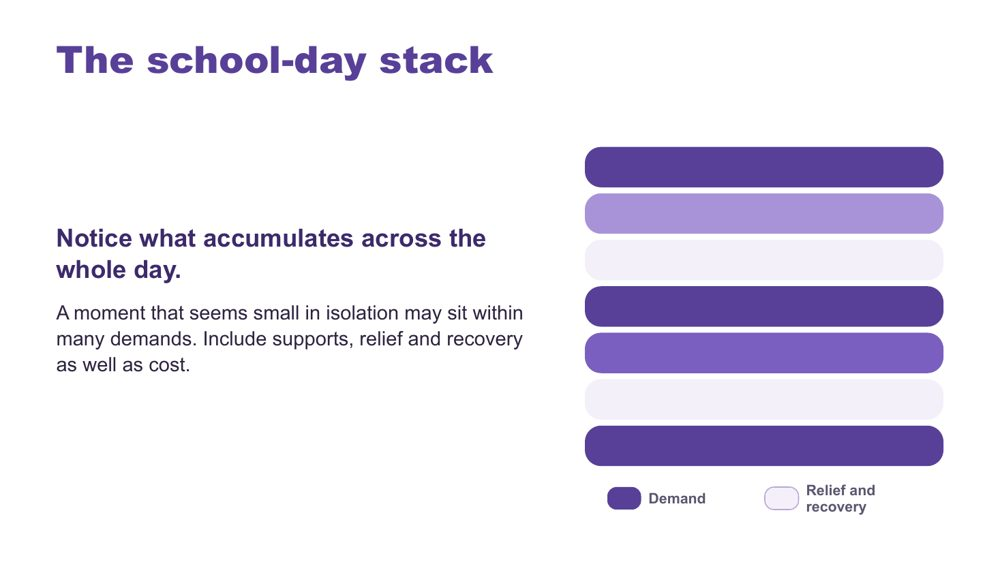 The school-day stack
Notice what accumulates across the
whole day.
A moment that seems small in isolation may sit within
many demands. Include supports, relief and recovery
as well as cost.
Demand
Relief and
recovery